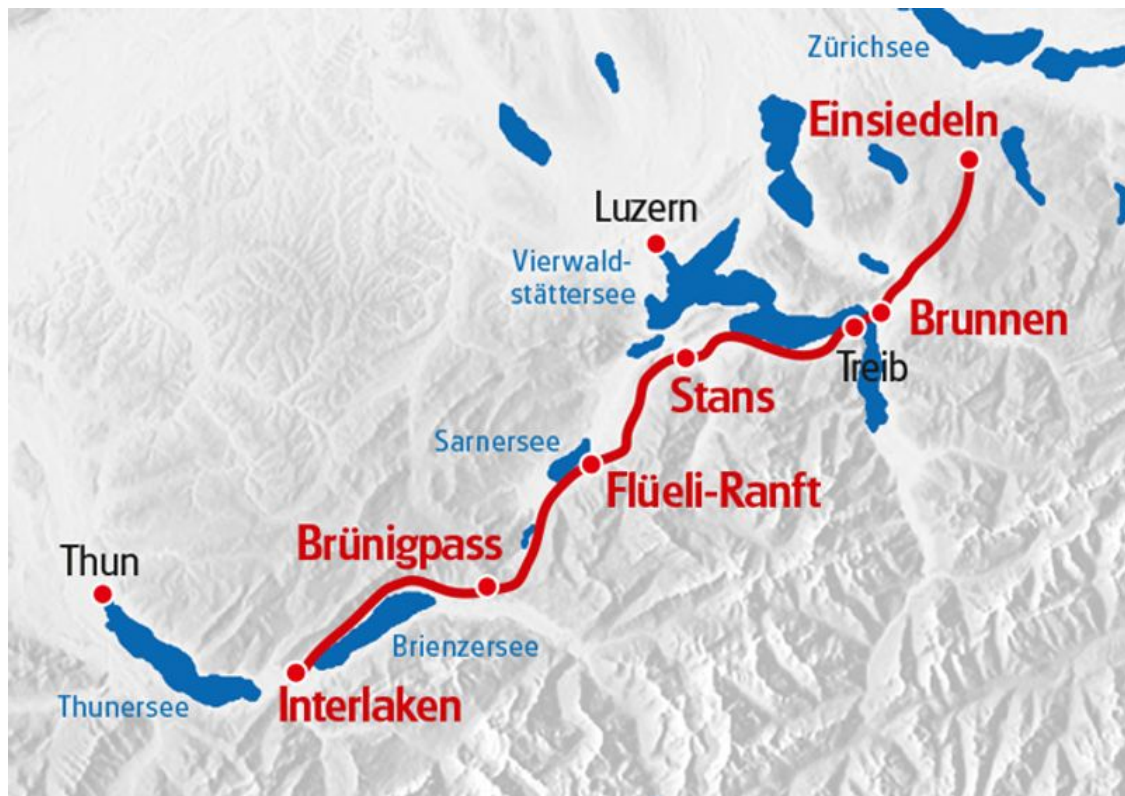 Zürichsee
Einsiedeln
Luzern
Vierwald-
stättersee
Brunnen
Treib
Stans
Sarnersee
Flüeli-Ranft
Brünigpass
Thun
Brienzersee
Thunersee
Interlaken